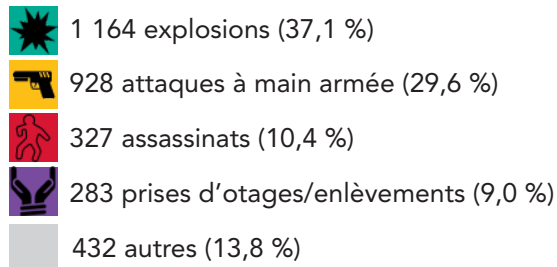 1 164 explosions (37,1 %)
928 attaques à main armée (29,6 %)
327 assassinats (10,4 %)
283 prises d’otages/enlèvements (9,0 %)
432 autres (13,8 %)